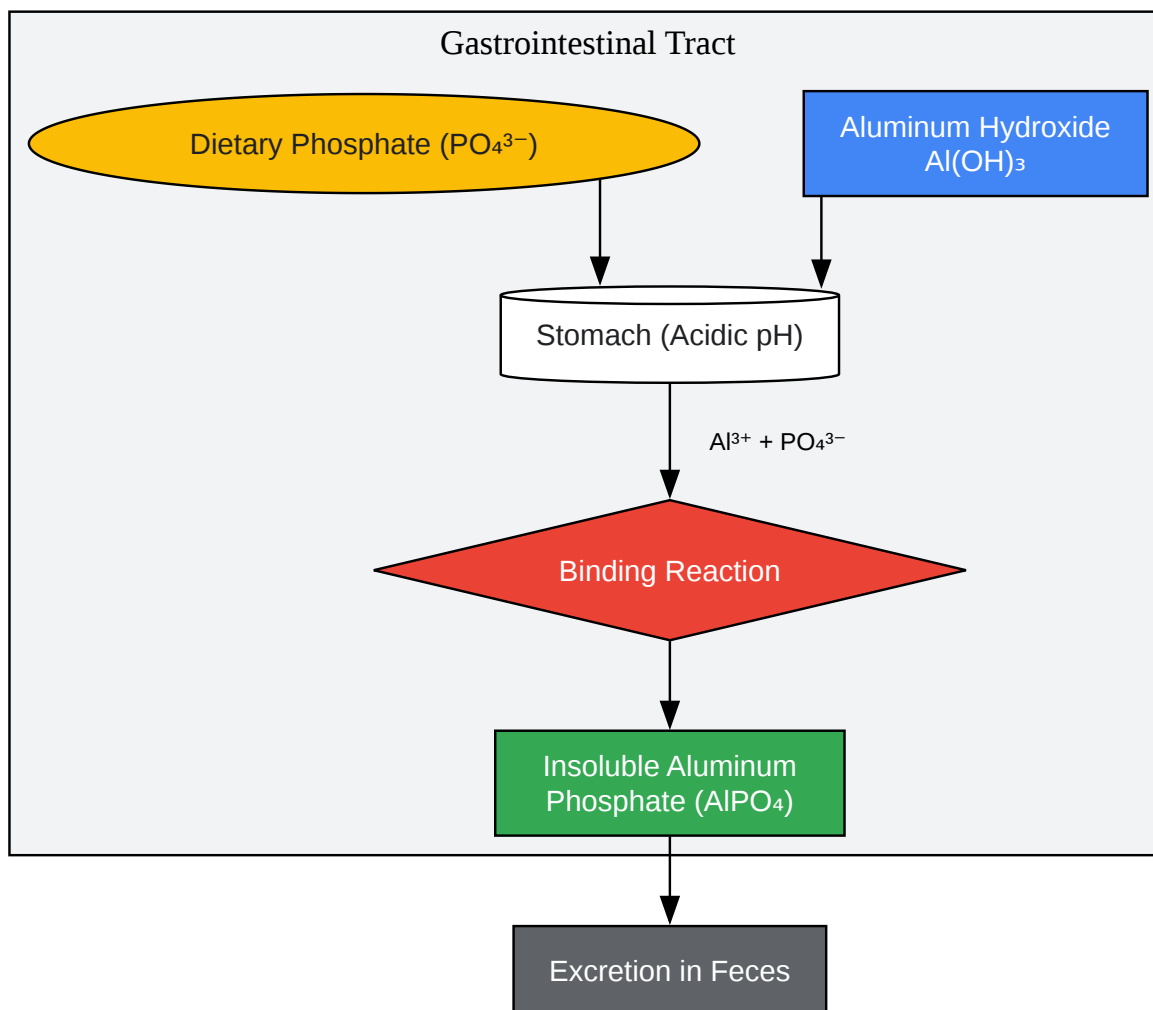 Gastrointestinal Tract
Dietary Phosphate (PO₄³⁻)
Aluminum Hydroxide
Al(OH)₃
Stomach (Acidic pH)
Al³⁺ + PO₄³⁻
Binding Reaction
Insoluble Aluminum
Phosphate (AlPO₄)
Excretion in Feces